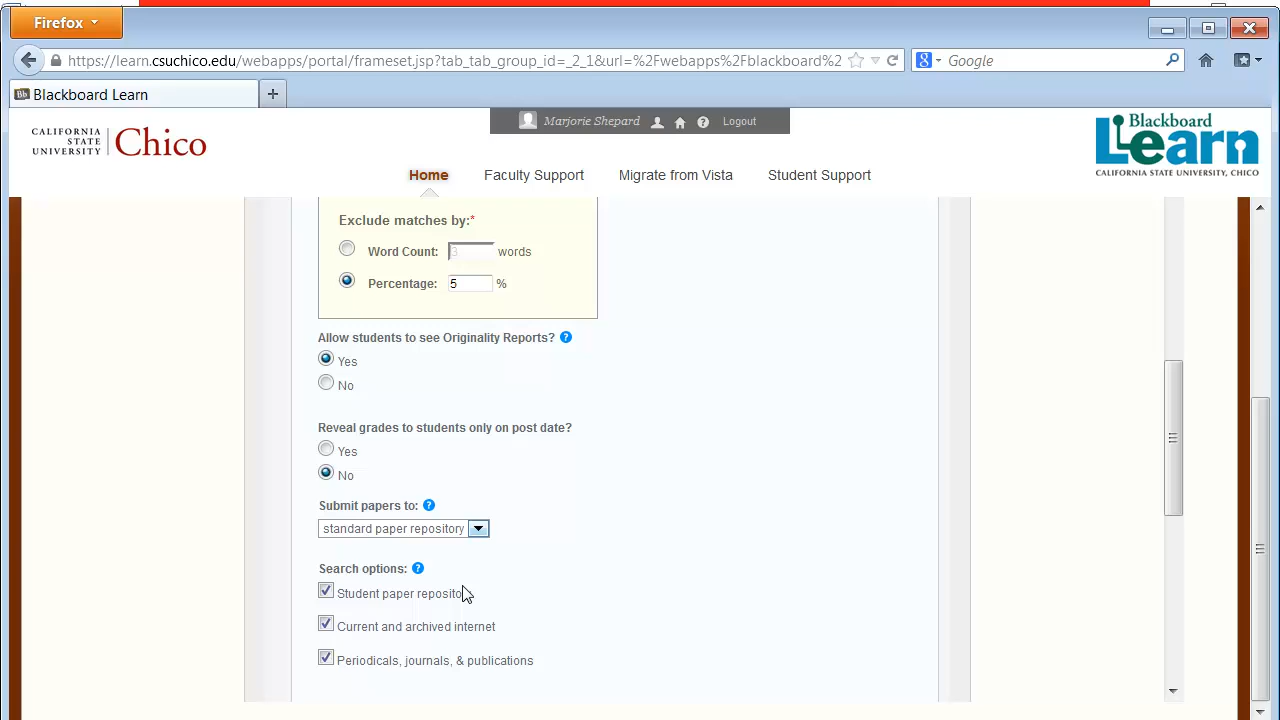 Firefox
https://learn.csuchico.edu/webapps/portal/frameset.jsp?tab_tab_group_id=_2_1&url=%2Fwebapps%2Fblackboard%2
Google
Bb Blackboard Learn
Marjorie Shepard ? Logout
CALIFORNIA
STATE
UNIVERSITY
Chico
Blackboard
Learn
CALIFORNIA STATE UNIVERSITY, CHICO
Home Faculty Support Migrate from Vista Student Support
Exclude matches by:*
Word Count: 3 words
Percentage: 5 %
Allow students to see Originality Reports? ?
Yes
No
Reveal grades to students only on post date?
Yes
No
Submit papers to: ?
standard paper repository
Search options: ?
Student paper reposito
Current and archived internet
Periodicals, journals, & publications